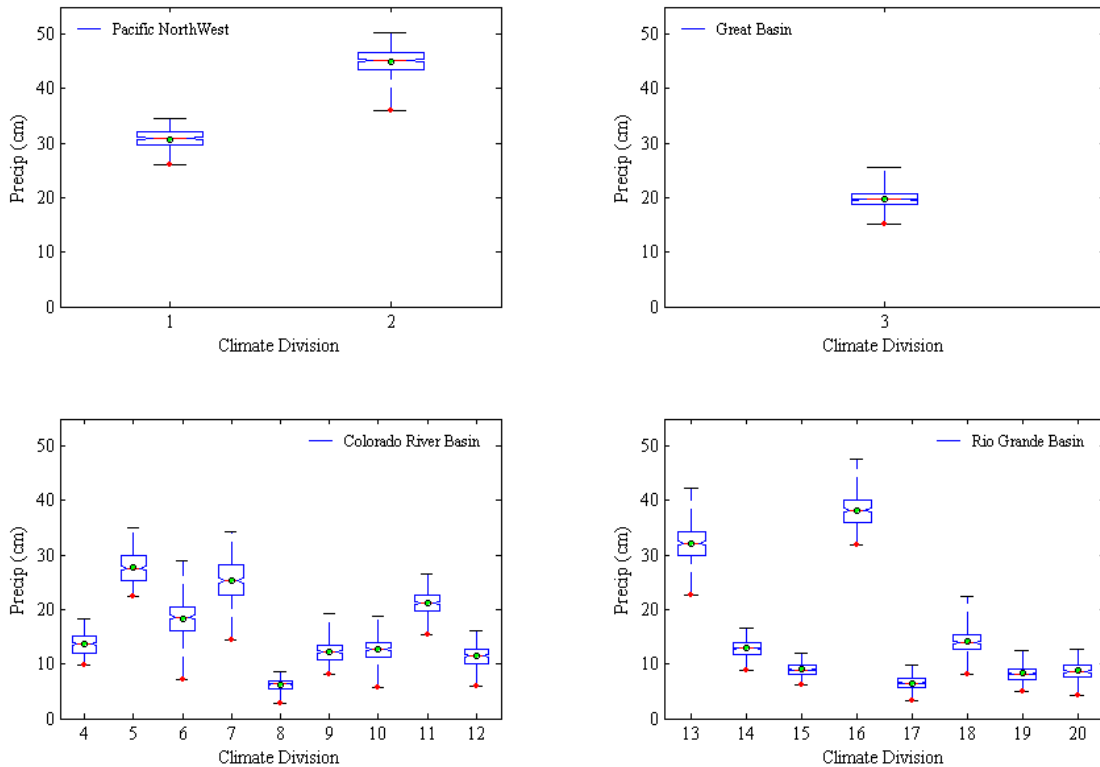 Pacific NorthWest
50
40
30
20
10
0
Precip (cm)
1 2
Climate Division
Great Basin
50
40
30
20
10
0
Precip (cm)
3
Climate Division
Colorado River Basin
50
40
30
20
10
0
Precip (cm)
4 5 6 7 8 9 10 11 12
Climate Division
Rio Grande Basin
50
40
30
20
10
0
Precip (cm)
13 14 15 16 17 18 19 20
Climate Division